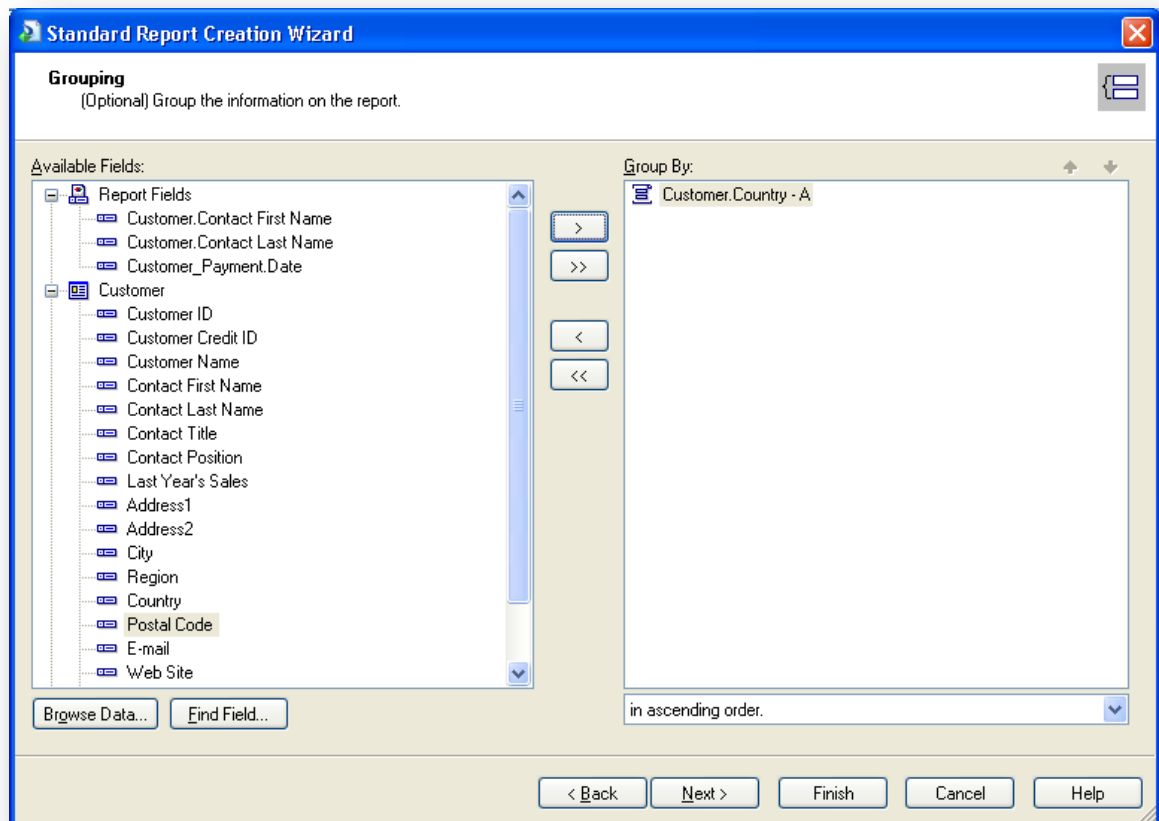 Standard Report Creation Wizard
Grouping
(Optional) Group the information on the report.
Available Fields:
Report Fields
Customer.Contact First Name
Customer.Contact Last Name
Customer_Payment.Date
Customer
Customer ID
Customer Credit ID
Customer Name
Contact First Name
Contact Last Name
Contact Title
Contact Position
Last Year's Sales
Address1
Address2
City
Region
Country
Postal Code
E-mail
Web Site
Browse Data...
Find Field...
>
>>
<
<<
Group By:
Customer.Country - A
in ascending order.
< Back
Next >
Finish
Cancel
Help